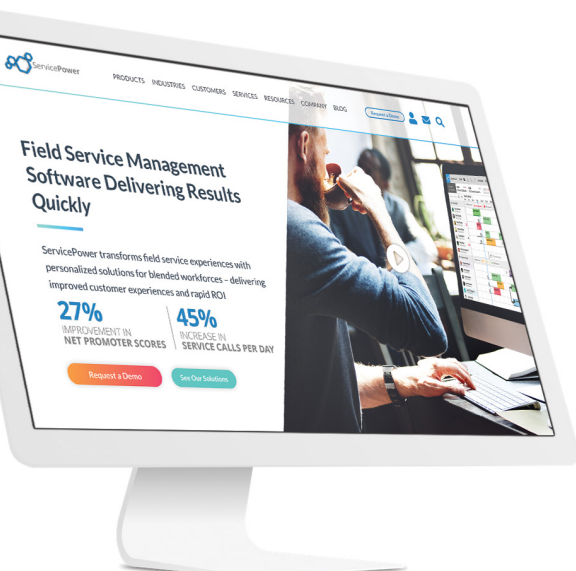 ServicePower
PRODUCTS INDUSTRIES CUSTOMERS SERVICES RESOURCES COMPANY BLOG
Request a Demo
Field Service Management
Software Delivering Results
Quickly
ServicePower transforms field service experiences with
personalized solutions for blended workforces – delivering
improved customer experiences and rapid ROI
27%
IMPROVEMENT IN
NET PROMOTER SCORES
45%
INCREASE IN
SERVICE CALLS PER DAY
Request a Demo
See Our Solutions